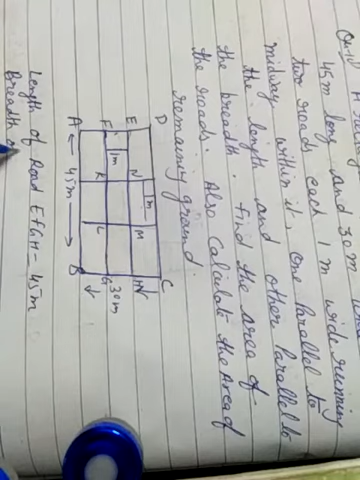 45m long and 30 m
two roads each 1 m wide running
midway within it, one parallel to
the length and other parallel to
the breadth. Find the area of
the roads. Also Calculate the Area of
remaining ground.
D C
E N M H
1m 1m
F K L G 30m
A 45m
Length of Road EFGH = 45m
Breadth